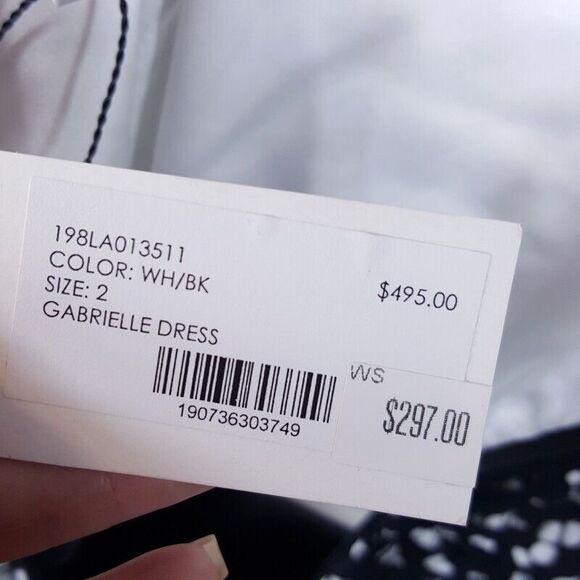 198LA013511
COLOR: WH/BK
$495.00
SIZE: 2
GABRIELLE DRESS
WS
190736303749
$297.00